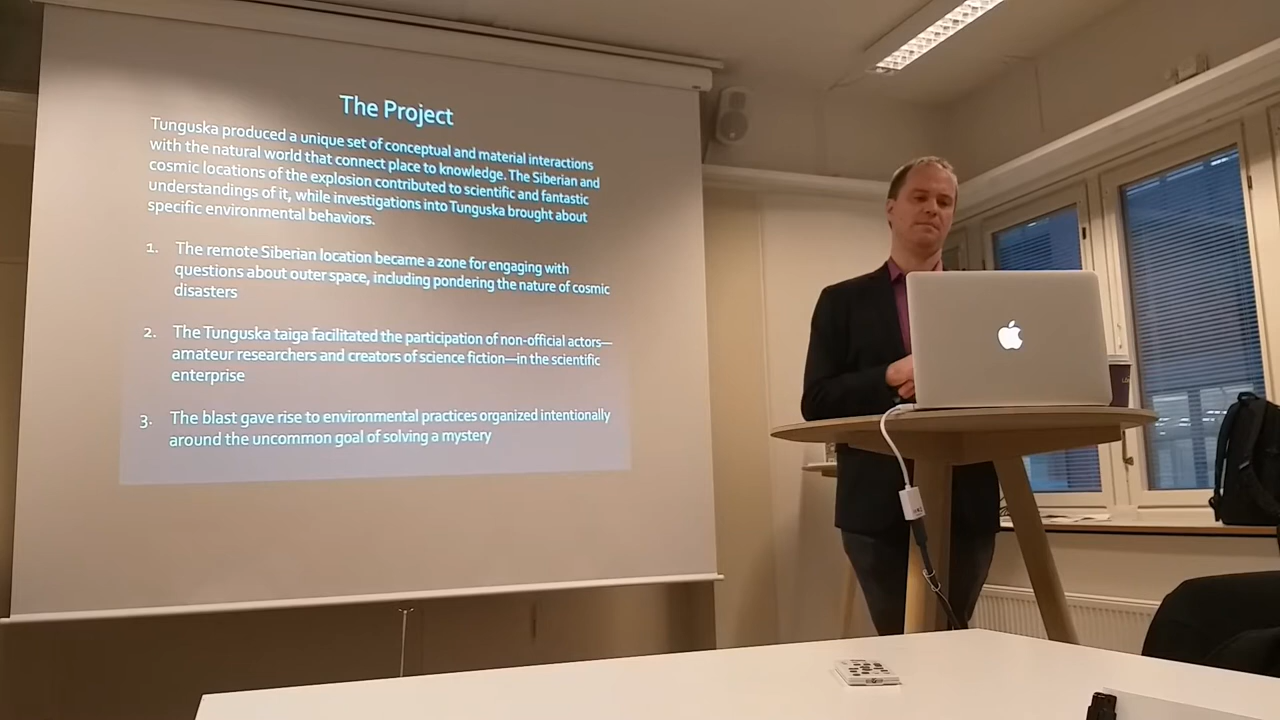 The Project
Tunguska produced a unique set of conceptual and material interactions
with the natural world that connect place to knowledge. The Siberian and
cosmic locations of the explosion contributed to scientific and fantastic
understandings of it, while investigations into Tunguska brought about
specific environmental behaviors.
1. The remote Siberian location became a zone for engaging with
questions about outer space, including pondering the nature of cosmic
disasters
2. The Tunguska taiga facilitated the participation of non-official actors—
amateur researchers and creators of science fiction—in the scientific
enterprise
3. The blast gave rise to environmental practices organized intentionally
around the uncommon goal of solving a mystery